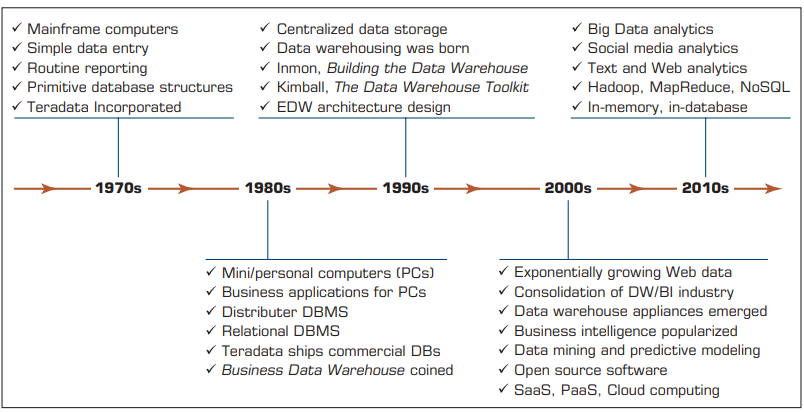 ✓ Mainframe computers
✓ Simple data entry
✓ Routine reporting
✓ Primitive database structures
✓ Teradata Incorporated
✓ Centralized data storage
✓ Data warehousing was born
✓ Inmon, Building the Data Warehouse
✓ Kimball, The Data Warehouse Toolkit
✓ EDW architecture design
✓ Big Data analytics
✓ Social media analytics
✓ Text and Web analytics
✓ Hadoop, MapReduce, NoSQL
✓ In-memory, in-database
1970s 1980s 1990s 2000s 2010s
✓ Mini/personal computers (PCs)
✓ Business applications for PCs
✓ Distributer DBMS
✓ Relational DBMS
✓ Teradata ships commercial DBs
✓ Business Data Warehouse coined
✓ Exponentially growing Web data
✓ Consolidation of DW/BI industry
✓ Data warehouse appliances emerged
✓ Business intelligence popularized
✓ Data mining and predictive modeling
✓ Open source software
✓ SaaS, PaaS, Cloud computing